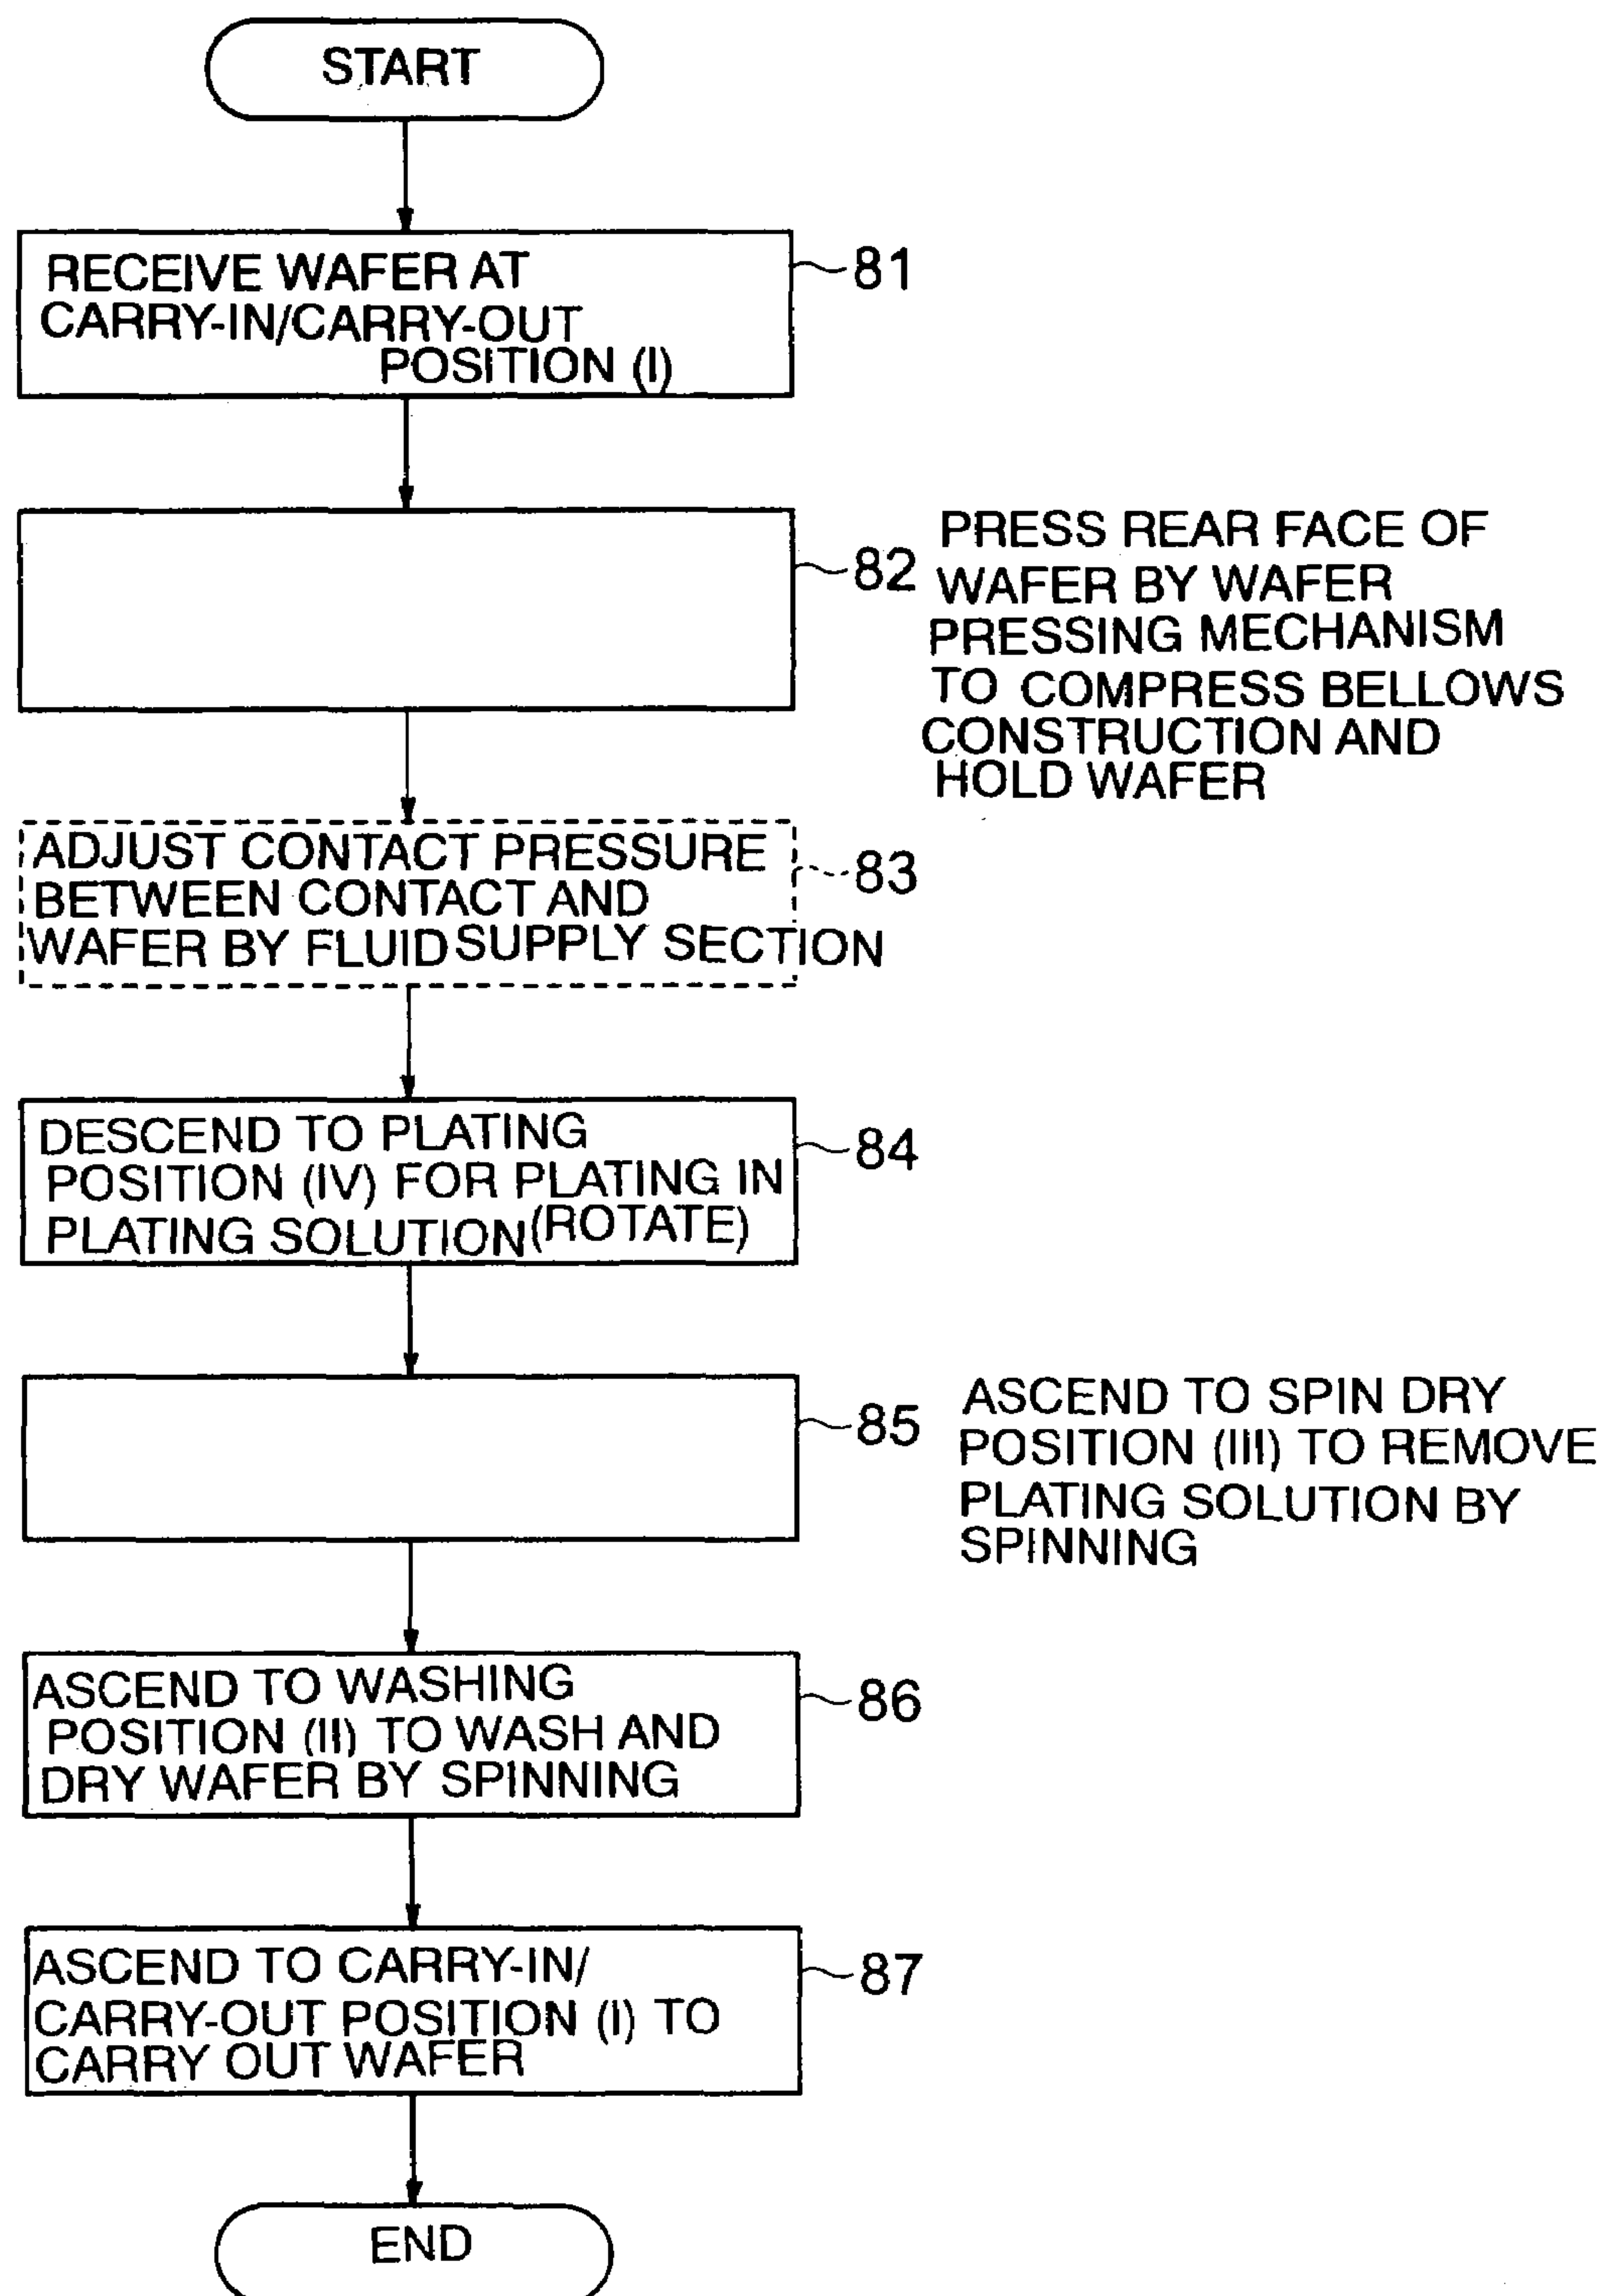 START
RECEIVE WAFER AT
CARRY-IN/CARRY-OUT
POSITION (I)
81
82
PRESS REAR FACE OF
WAFER BY WAFER
PRESSING MECHANISM
TO COMPRESS BELLOWS
CONSTRUCTION AND
HOLD WAFER
ADJUST CONTACT PRESSURE
BETWEEN CONTACT AND
WAFER BY FLUID SUPPLY SECTION
83
DESCEND TO PLATING
POSITION (IV) FOR PLATING IN
PLATING SOLUTION (ROTATE)
84
85
ASCEND TO SPIN DRY
POSITION (III) TO REMOVE
PLATING SOLUTION BY
SPINNING
ASCEND TO WASHING
POSITION (II) TO WASH AND
DRY WAFER BY SPINNING
86
ASCEND TO CARRY-IN/
CARRY-OUT POSITION (I) TO
CARRY OUT WAFER
87
END